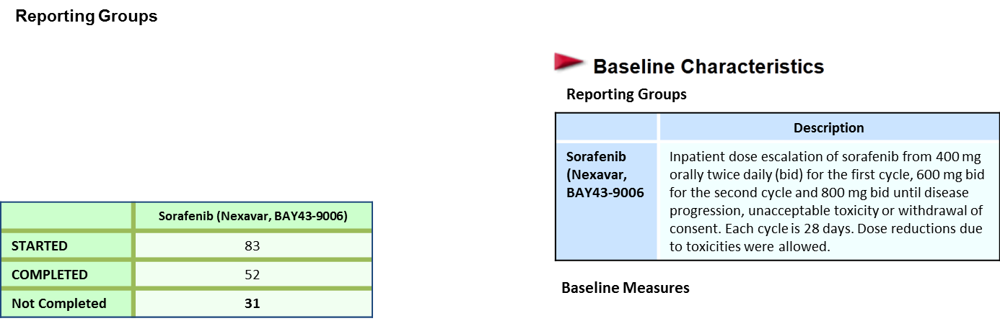 Reporting Groups
Baseline Characteristics
Reporting Groups
Description
Sorafenib
(Nexavar,
BAY43-9006
Inpatient dose escalation of sorafenib from 400 mg
orally twice daily (bid) for the first cycle, 600 mg bid
for the second cycle and 800 mg bid until disease
progression, unacceptable toxicity or withdrawal of
consent. Each cycle is 28 days. Dose reductions due
to toxicities were allowed.
Baseline Measures
Sorafenib (Nexavar, BAY43-9006)
STARTED 83
COMPLETED 52
Not Completed 31